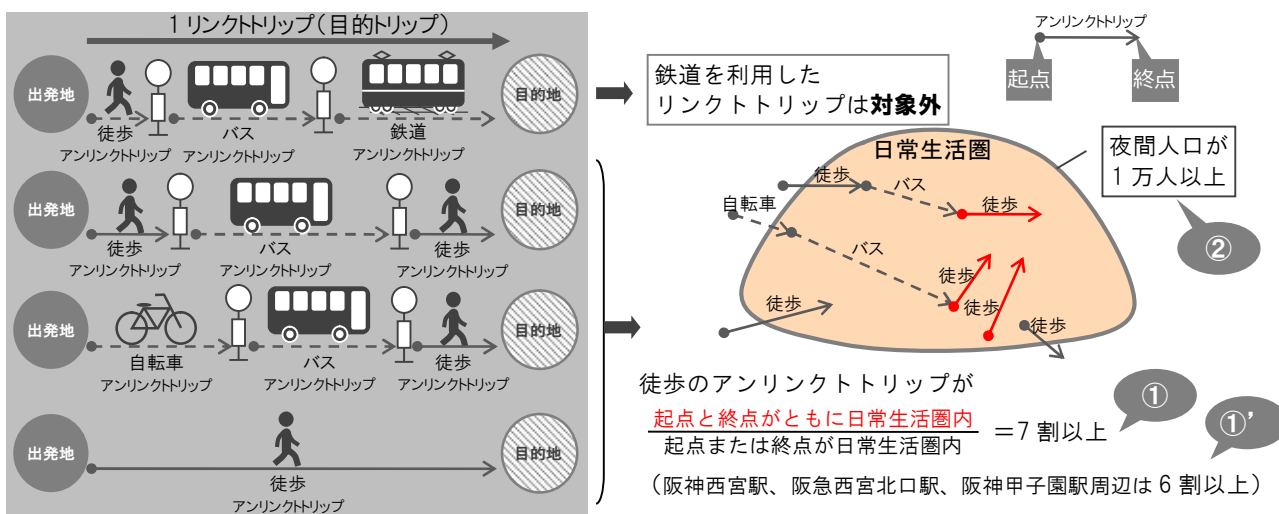 1リンクトトリップ(目的トリップ)
出発地
徒歩
アンリンクトトリップ
バス
アンリンクトトリップ
鉄道
アンリンクトトリップ
目的地
出発地
徒歩
アンリンクトトリップ
バス
アンリンクトトリップ
徒歩
アンリンクトトリップ
目的地
出発地
自転車
アンリンクトトリップ
バス
アンリンクトトリップ
徒歩
アンリンクトトリップ
目的地
出発地
徒歩
アンリンクトトリップ
目的地
鉄道を利用した
リンクトトリップは対象外
アンリンクトトリップ
起点
終点
日常生活圏
夜間人口が
1万人以上
②
徒歩
バス
徒歩
自転車
バス
徒歩
徒歩
徒歩
徒歩
徒歩のアンリンクトトリップが
起点と終点がともに日常生活圏内
起点または終点が日常生活圏内
=7割以上
①
①’
(阪神西宮駅、阪急西宮北口駅、阪神甲子園駅周辺は6割以上)